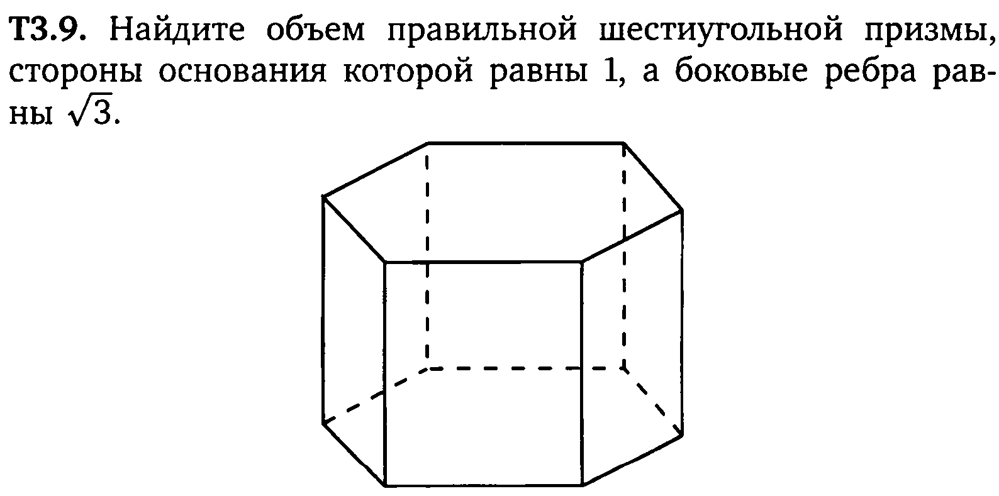 Т3.9. Найдите объем правильной шестиугольной призмы,
стороны основания которой равны 1, а боковые ребра рав-
ны √3.